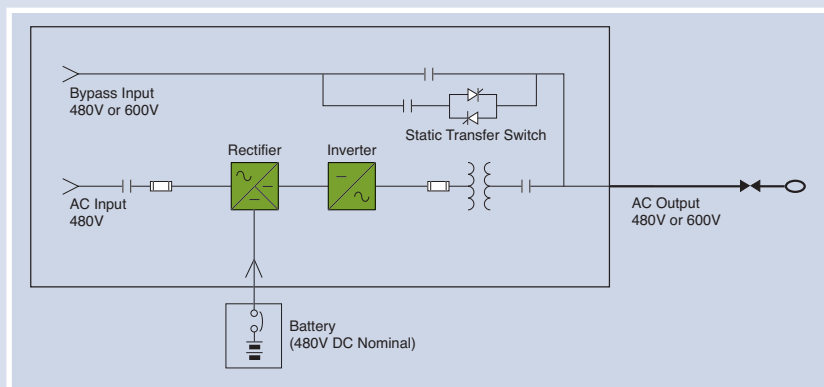 Bypass Input
480V or 600V
Static Transfer Switch
Rectifier
Inverter
AC Input
480V
AC Output
480V or 600V
Battery
(480V DC Nominal)